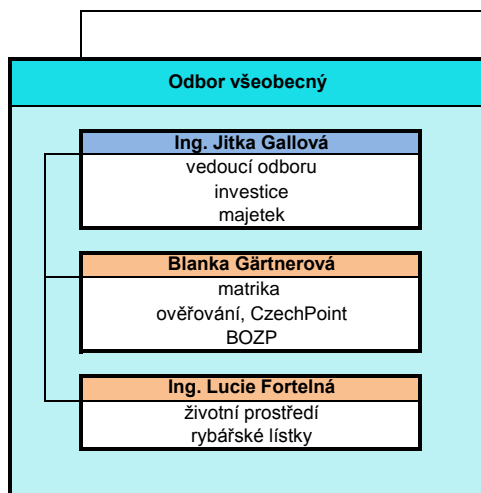 Odbor všeobecný
Ing. Jitka Gallová
vedoucí odboru
investice
majetek
Blanka Gärtnerová
matrika
ověřování, CzechPoint
BOZP
Ing. Lucie Fortelná
životní prostředí
rybářské lístky